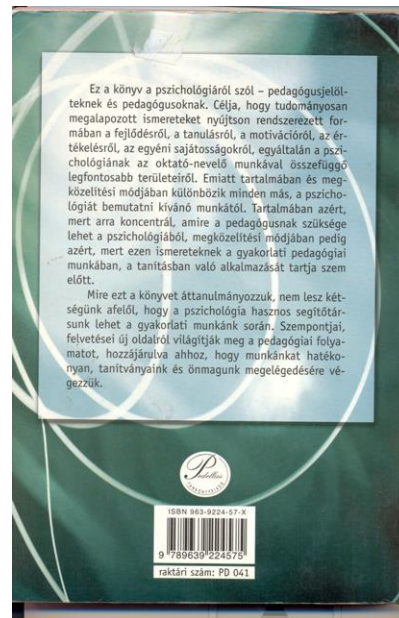 Ez a könyv a pszichológiáról szól – pedagógusjelöl-
teknek és pedagógusoknak. Célja, hogy tudományosan
megalapozott ismereteket nyújtson rendszerezett for-
mában a fejlődésről, a tanulásról, a motivációról, az ér-
tékelésről, az egyéni sajátosságokról, egyáltalán a pszi-
chológiának az oktató-nevelő munkával összefüggő
legfontosabb területeiről. Emiatt tartalmában és meg-
közelítési módjában különbözik minden más, a pszicho-
lógiát bemutatni kívánó munkától. Tartalmában azért,
mert arra koncentrál, amire a pedagógusnak szüksége
lehet a pszichológiából, megközelítési módjában pedig
azért, mert ezen ismereteknek a gyakorlati pedagógiai
munkában, a tanításban való alkalmazását tartja szem
előtt.
Mire ezt a könyvet áttanulmányozzuk, nem lesz két-
ségünk afelől, hogy a pszichológia hasznos segítőtár-
sunk lehet a gyakorlati munkánk során. Szempontjai,
felvetései új oldalról világítják meg a pedagógiai folya-
matot, hozzájárulva ahhoz, hogy munkánkat hatéko-
nyan, tanítványaink és önmagunk megelégedésére vé-
gezzük.
Pedellus
TANKÖNYVKIADÓ
ISBN 963-9224-57-X
9 789639 224575
raktári szám: PD 041